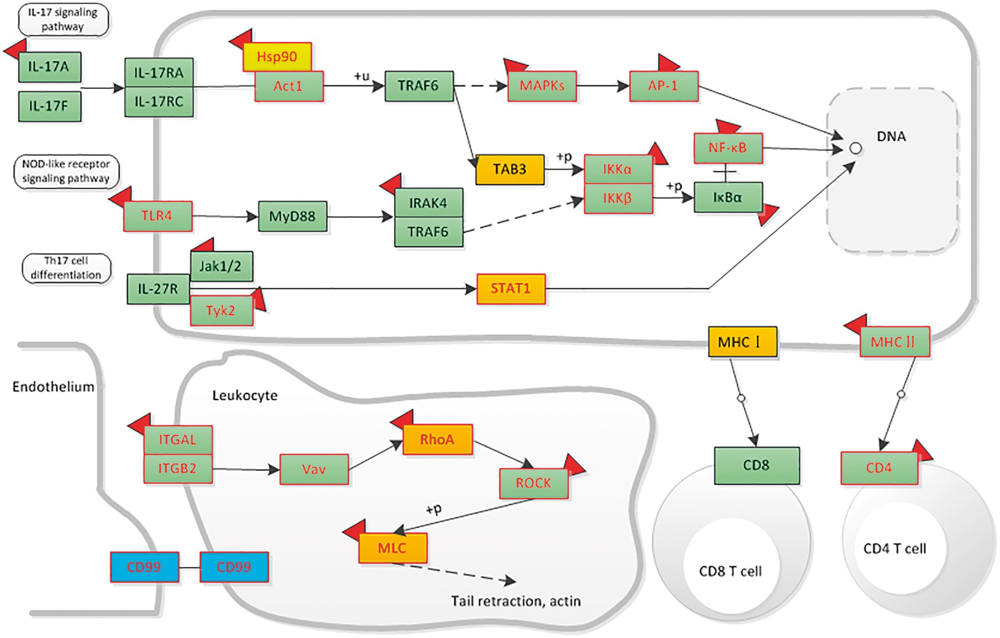 IL-17 signaling
pathway
IL-17A
IL-17F
IL-17RA
IL-17RC
Hsp90
Act1
+u
TRAF6
MAPKs
AP-1
DNA
NF-κB
TAB3
+p
IKKα
IKKβ
+p
IκBα
NOD-like receptor
signaling pathway
TLR4
MyD88
IRAK4
TRAF6
Th17 cell
differentiation
Jak1/2
IL-27R
Tyk2
STAT1
MHC I
MHC II
Endothelium
Leukocyte
ITGAL
ITGB2
Vav
RhoA
ROCK
+p
MLC
Tail retraction, actin
CD99
CD99
CD8
CD8 T cell
CD4
CD4 T cell